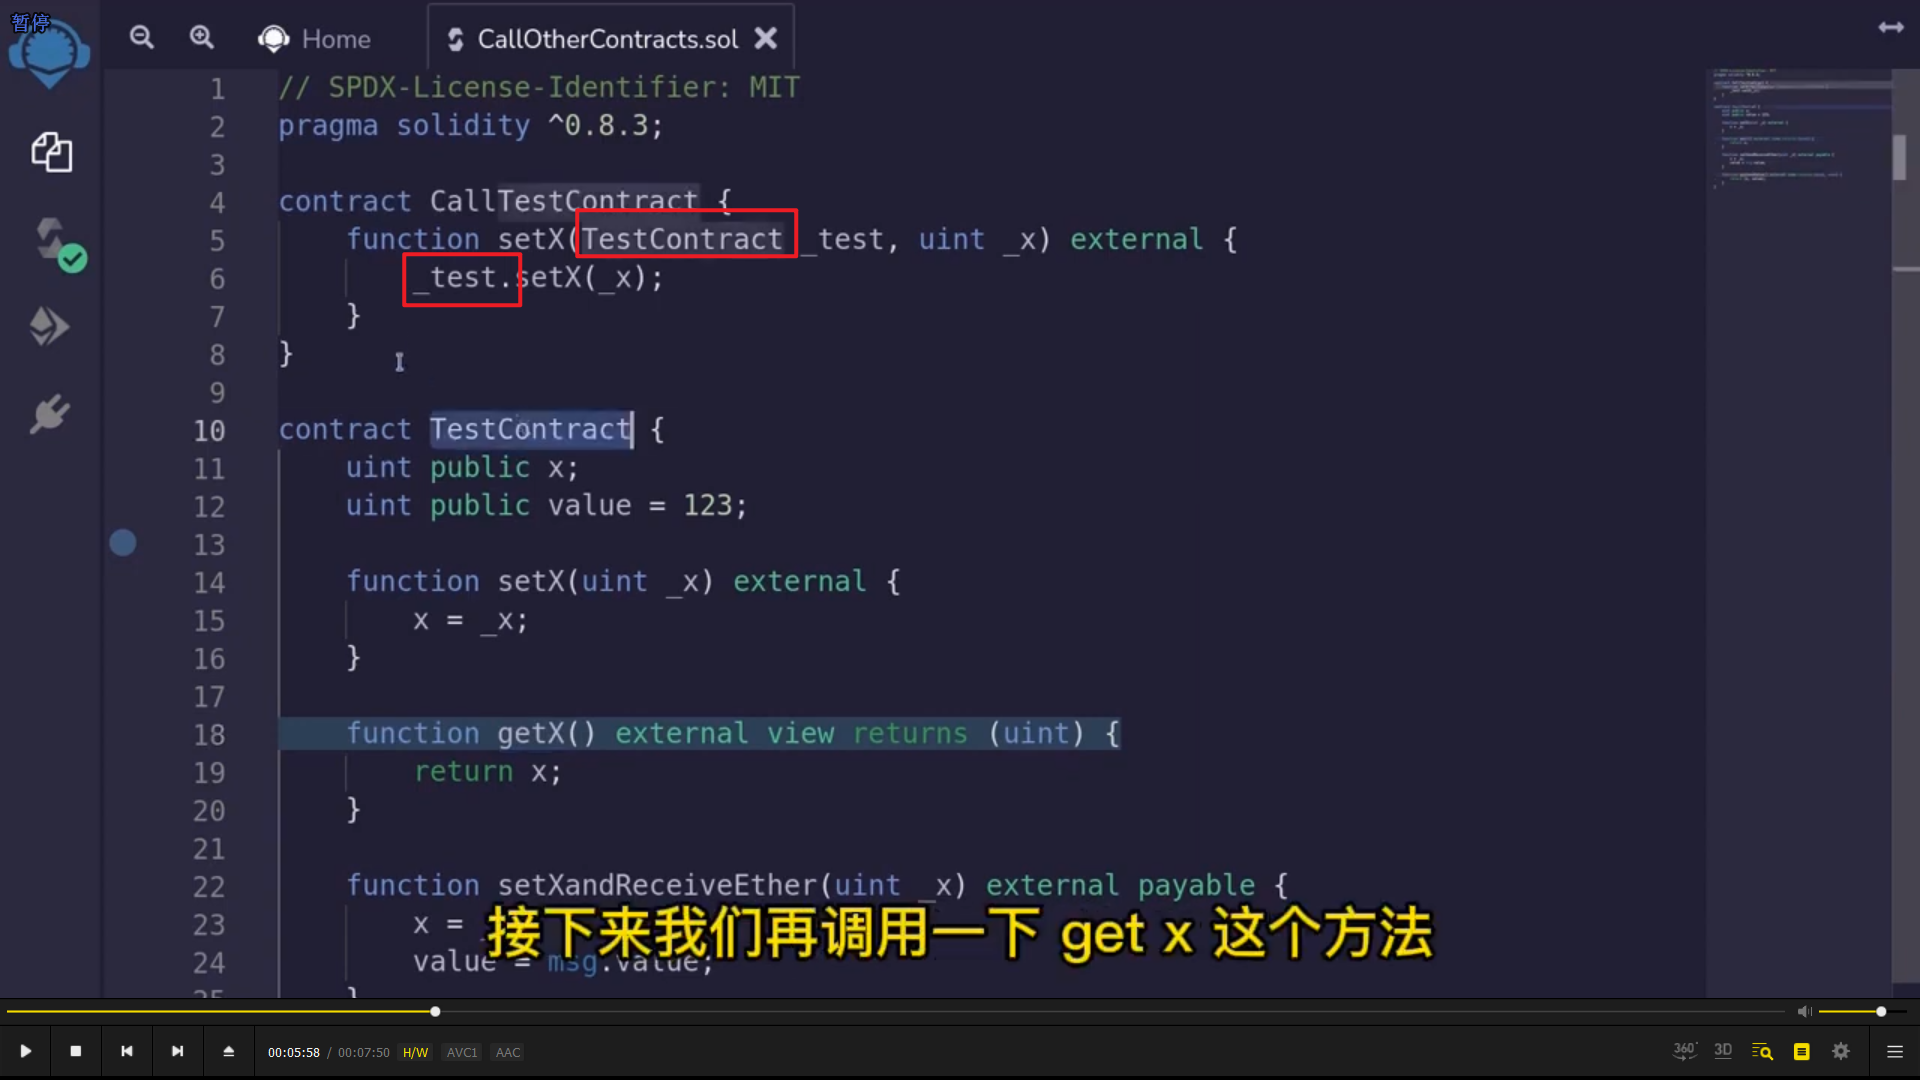 暂停
Home
CallOtherContracts.sol
1 // SPDX-License-Identifier: MIT
2 pragma solidity ^0.8.3;
3
4 contract CallTestContract {
5 function setX(TestContract _test, uint _x) external {
6 _test.setX(_x);
7 }
8 }
9
10 contract TestContract {
11 uint public x;
12 uint public value = 123;
13
14 function setX(uint _x) external {
15 x = _x;
16 }
17
18 function getX() external view returns (uint) {
19 return x;
20 }
21
22 function setXandReceiveEther(uint _x) external payable {
23 x =
24 value = msg.value;
25 }
接下来我们再调用一下 get x 这个方法
00:05:58 / 00:07:50 H/W AVC1 AAC
360° 3D